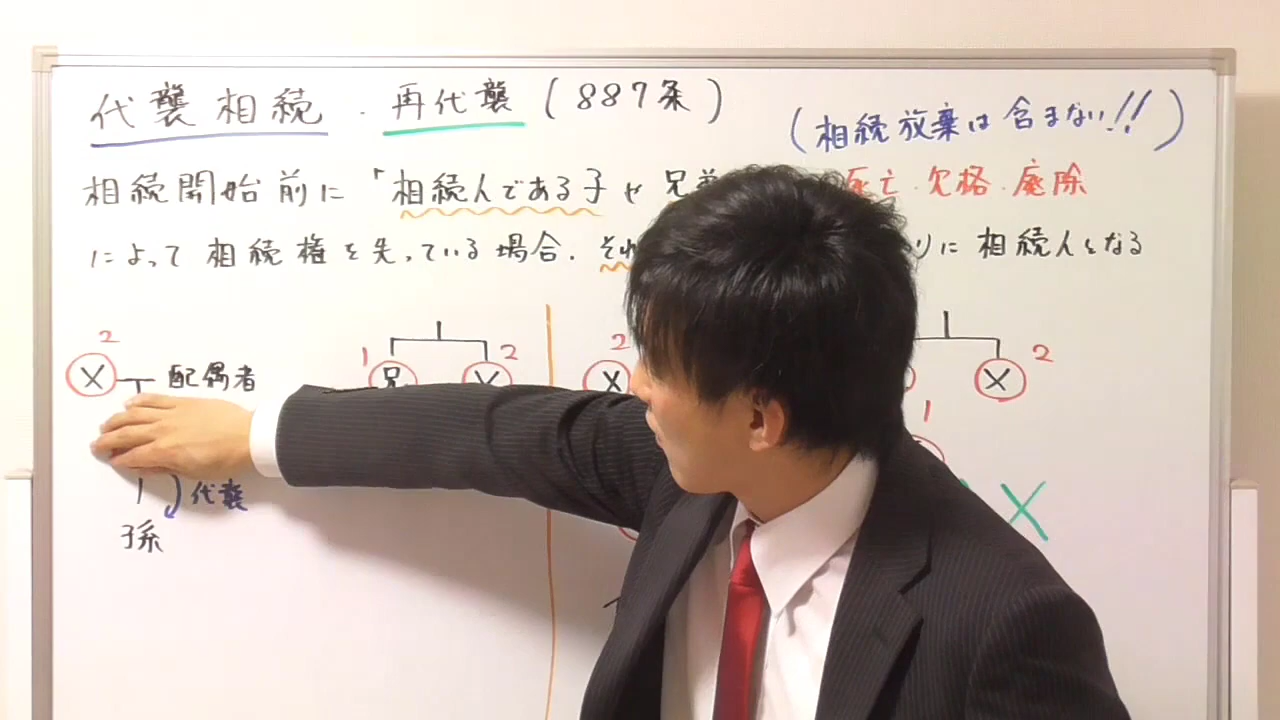 代襲相続・再代襲(887条)
(相続放棄は含まない!!)
相続開始前に「相続人である子や兄弟 死亡・欠格・廃除
によって相続権を失っている場合、それ りに相続人となる
2
X 配偶者
1 2
兄 X
2
X
X 2
1
代襲
孫
X